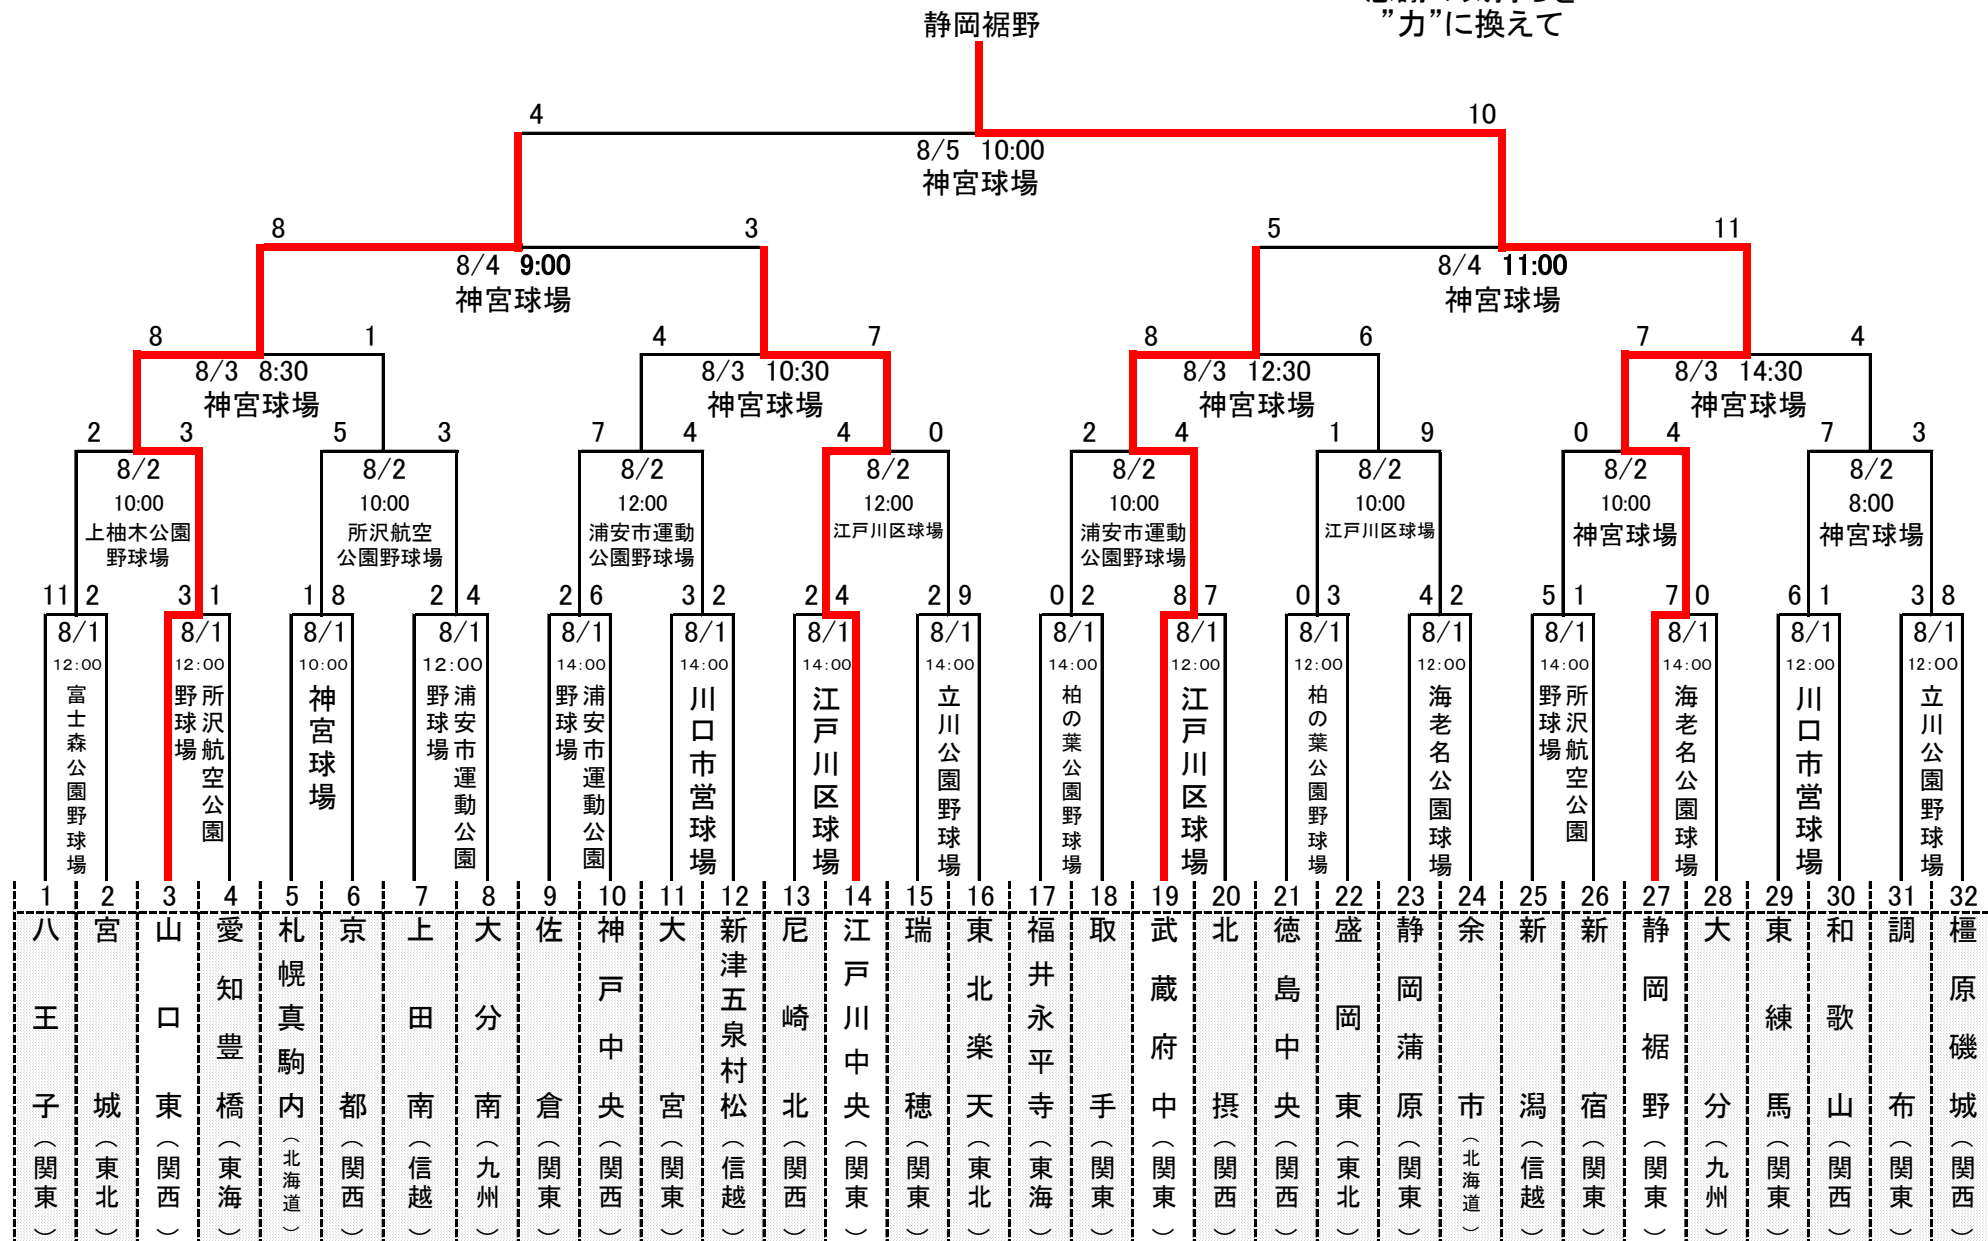 ”力”に換えて
静岡裾野
4 10
8/5 10:00
神宮球場
8 3 5 11
8/4 9:00 8/4 11:00
神宮球場 神宮球場
8 1 4 7 8 6 7 4
8/3 8:30 8/3 10:30 8/3 12:30 8/3 14:30
神宮球場 神宮球場 神宮球場 神宮球場
2 3 5 3 7 4 4 0 2 4 1 9 0 4 7 3
8/2 8/2 8/2 8/2 8/2 8/2 8/2 8/2
10:00 10:00 12:00 12:00 10:00 10:00 10:00 8:00
上柚木公園
野球場
所沢航空
公園野球場
浦安市運動
公園野球場
江戸川区球場
浦安市運動
公園野球場
江戸川区球場
神宮球場
神宮球場
11 2 3 1 1 8 2 4 2 6 3 2 2 4 2 9 0 2 8 7 0 3 4 2 5 1 7 0 6 1 3 8
8/1 8/1 8/1 8/1 8/1 8/1 8/1 8/1 8/1 8/1 8/1 8/1 8/1 8/1 8/1 8/1
12:00 12:00 10:00 12:00 14:00 14:00 14:00 14:00 14:00 12:00 12:00 12:00 14:00 14:00 12:00 12:00
富士森公園野球場
所沢航空公園
野球場
神宮球場
浦安市運動公園
野球場
浦安市運動公園
野球場
川口市営球場
江戸川区球場
立川公園野球場
柏の葉公園野球場
江戸川区球場
柏の葉公園野球場
海老名公園球場
所沢航空公園
野球場
海老名公園球場
川口市営球場
立川公園野球場
1 2 3 4 5 6 7 8 9 10 11 12 13 14 15 16 17 18 19 20 21 22 23 24 25 26 27 28 29 30 31 32
八王子（関東）
宮城（東北）
山口東（関西）
愛知豊橋（東海）
札幌真駒内（北海道）
京都（関西）
上田南（信越）
大分南（九州）
佐倉（関東）
神戸中央（関西）
大宮（関東）
新津五泉村松（信越）
尼崎北（関西）
江戸川中央（関東）
瑞穂（関東）
東北楽天（東北）
福井永平寺（東海）
取手（関東）
武蔵府中（関東）
北摂（関西）
徳島中央（関西）
盛岡東（東北）
静岡蒲原（関東）
余市（北海道）
新潟（信越）
新宿（関東）
静岡裾野（関東）
大分（九州）
東練馬（関東）
和歌山（関西）
調布（関東）
橿原磯城（関西）